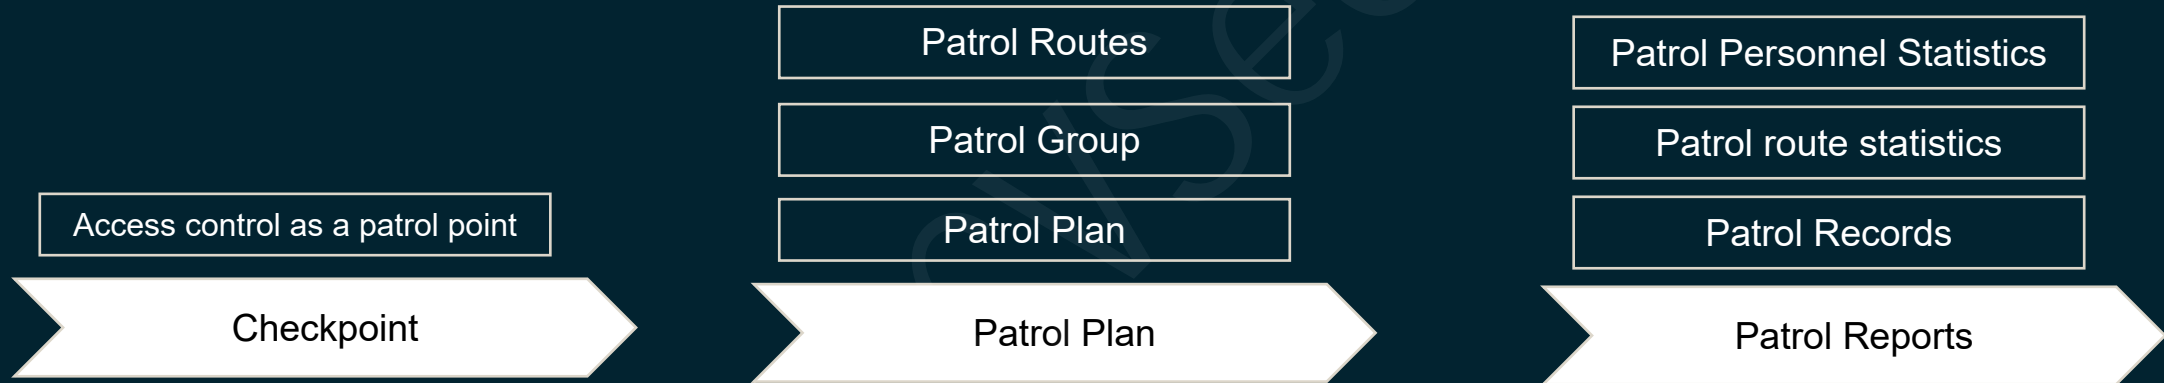 Patrol Routes
Patrol Group
Access control as a patrol point
Patrol Plan
Checkpoint
Patrol Plan
Patrol Personnel Statistics
Patrol route statistics
Patrol Records
Patrol Reports